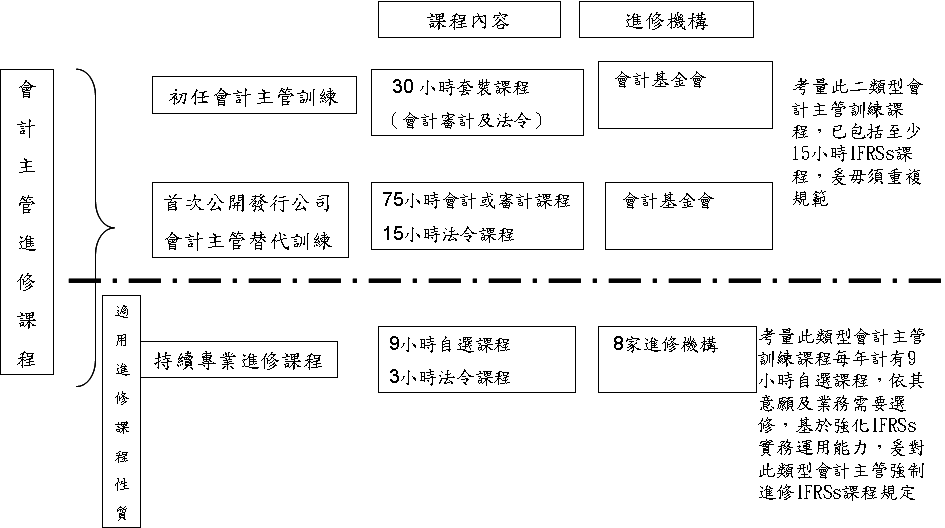 課程內容
進修機構
會計主管進修課程
初任會計主管訓練
30 小時套裝課程
（會計審計及法令）
會計基金會
考量此二類型會
計主管訓練課
程，已包括至少
15小時IFRSs課
程，爰毋須重複
規範
首次公開發行公司
會計主管替代訓練
75小時會計或審計課程
15小時法令課程
會計基金會
適用進修課程性質
持續專業進修課程
9小時自選課程
3小時法令課程
8家進修機構
考量此類型會計主管
訓練課程每年計有9
小時自選課程，依其
意願及業務需要選
修，基於強化IFRSs
實務運用能力，爰對
此類型會計主管強制
進修IFRSs課程規定